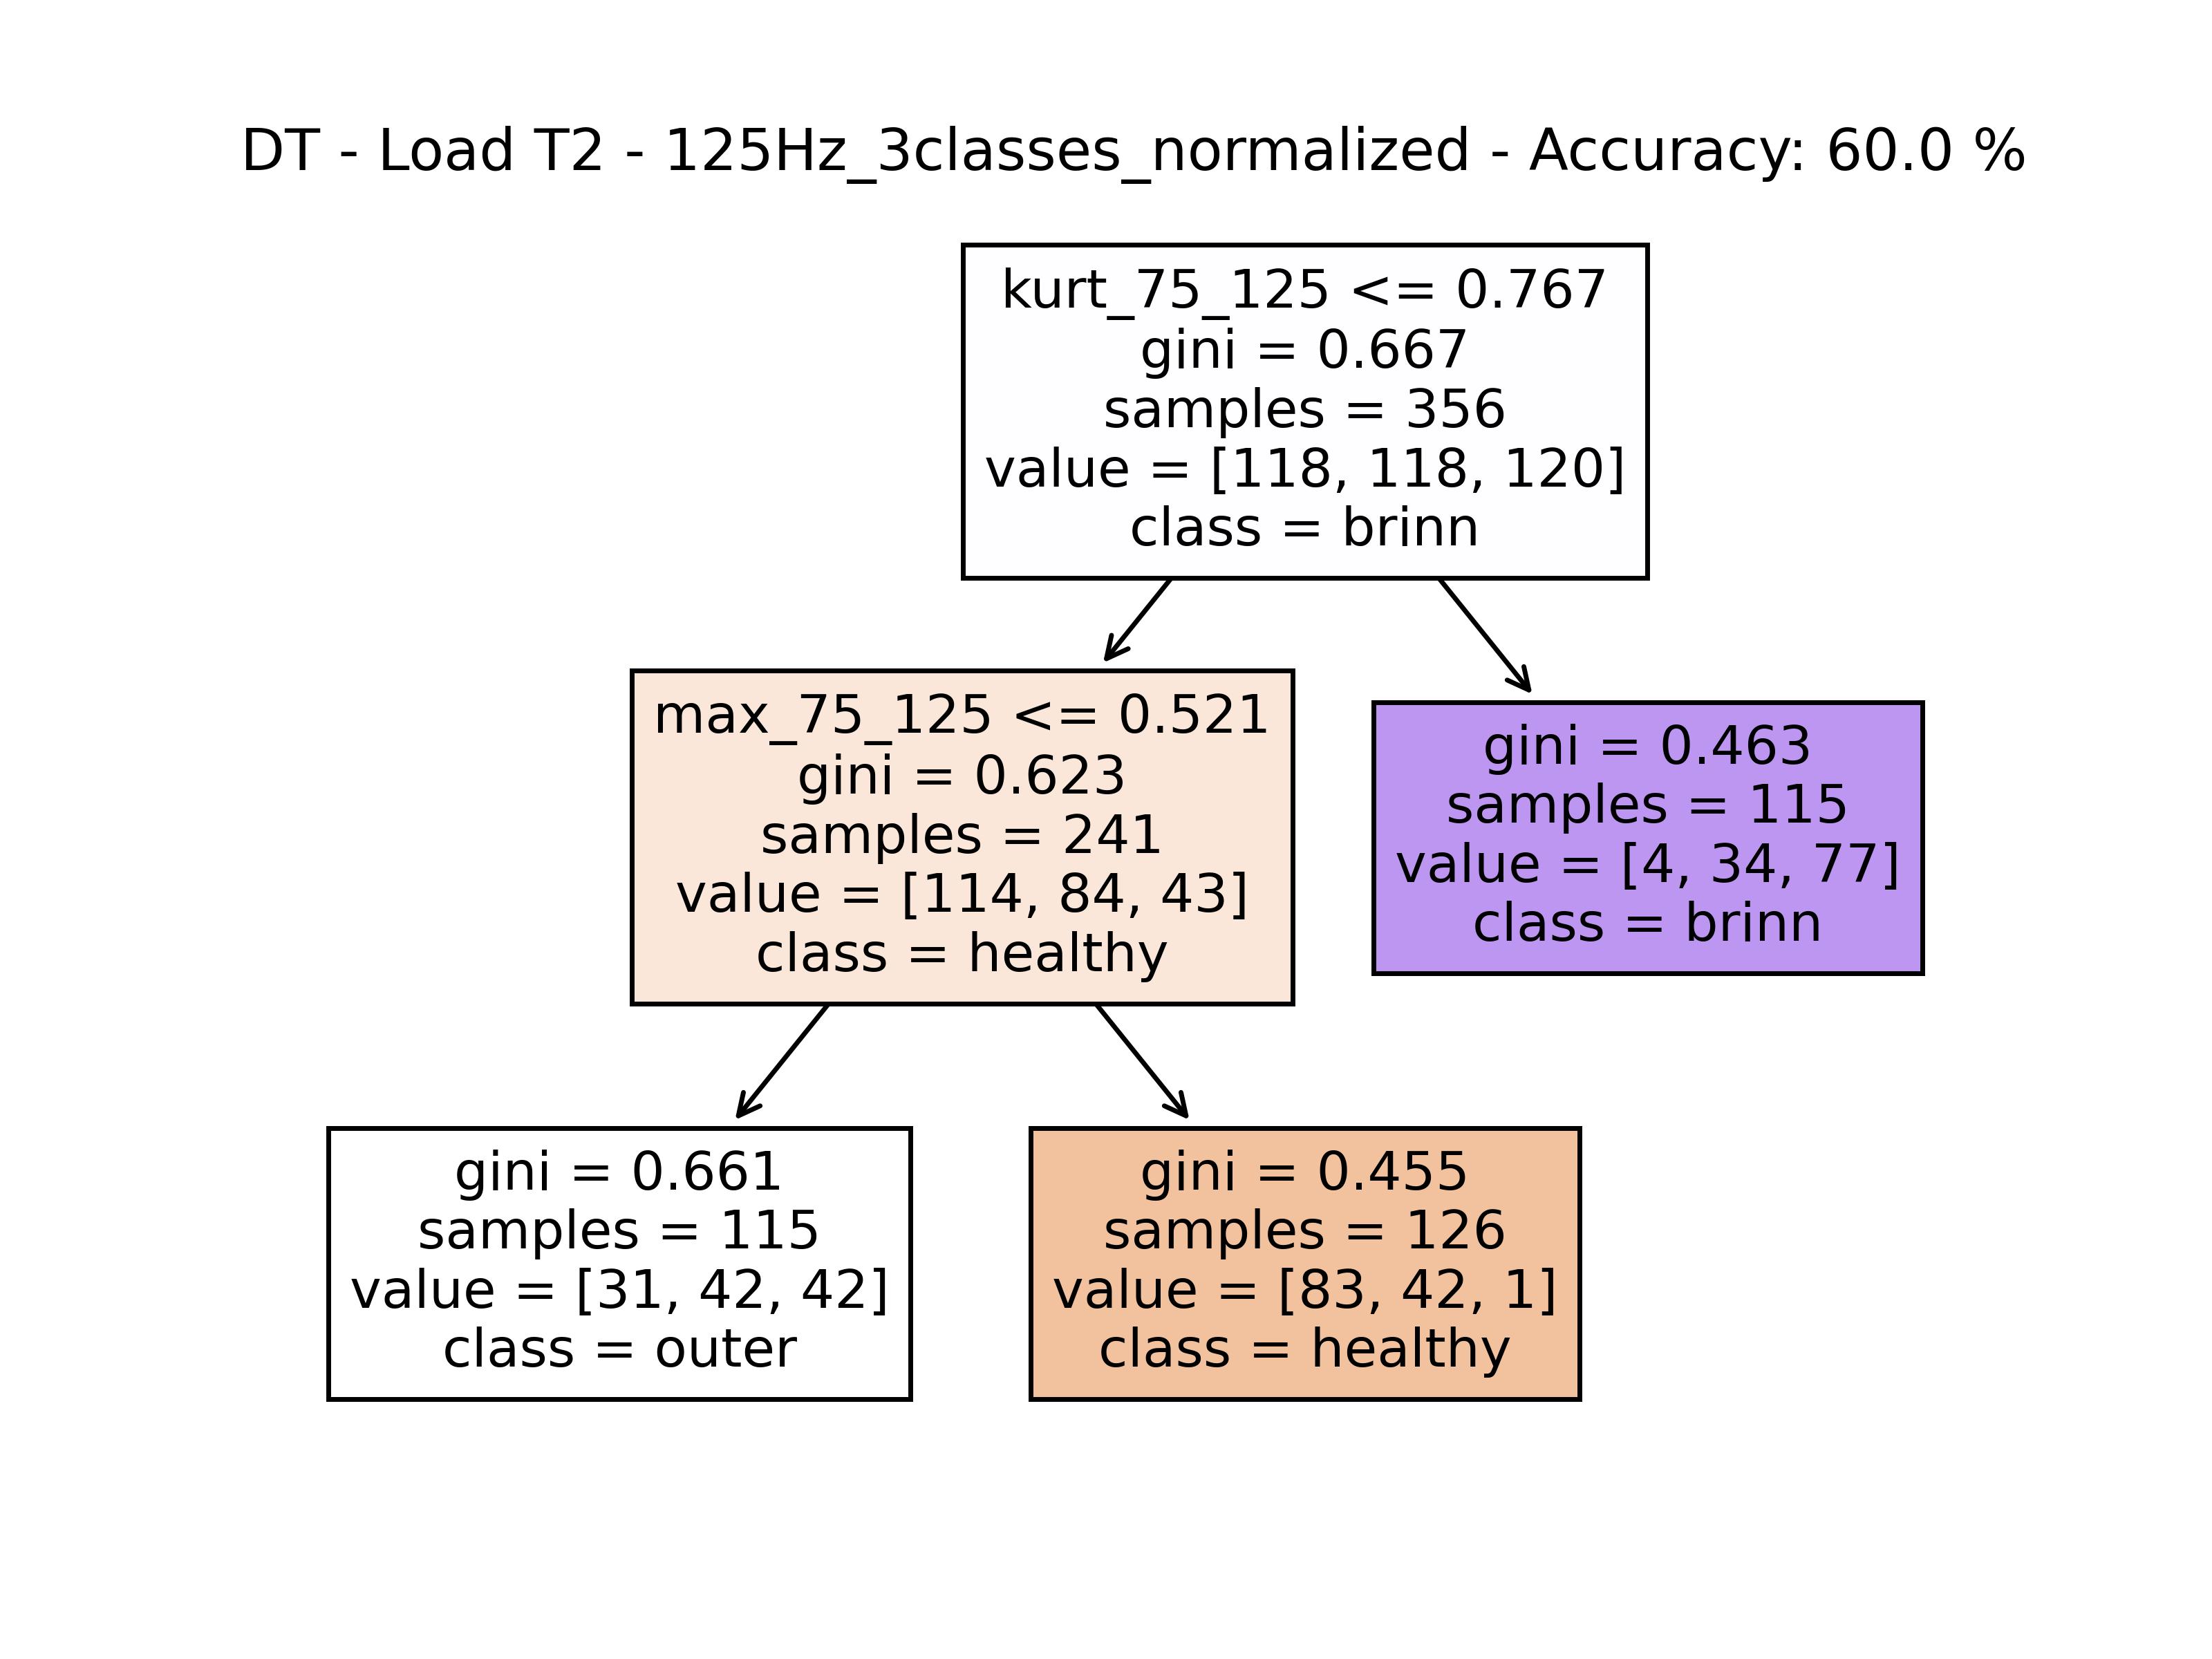 DT - Load T2 - 125Hz_3classes_normalized - Accuracy: 60.0 %
kurt_75_125 <= 0.767
gini = 0.667
samples = 356
value = [118, 118, 120]
class = brinn
max_75_125 <= 0.521
gini = 0.623
samples = 241
value = [114, 84, 43]
class = healthy
gini = 0.463
samples = 115
value = [4, 34, 77]
class = brinn
gini = 0.661
samples = 115
value = [31, 42, 42]
class = outer
gini = 0.455
samples = 126
value = [83, 42, 1]
class = healthy